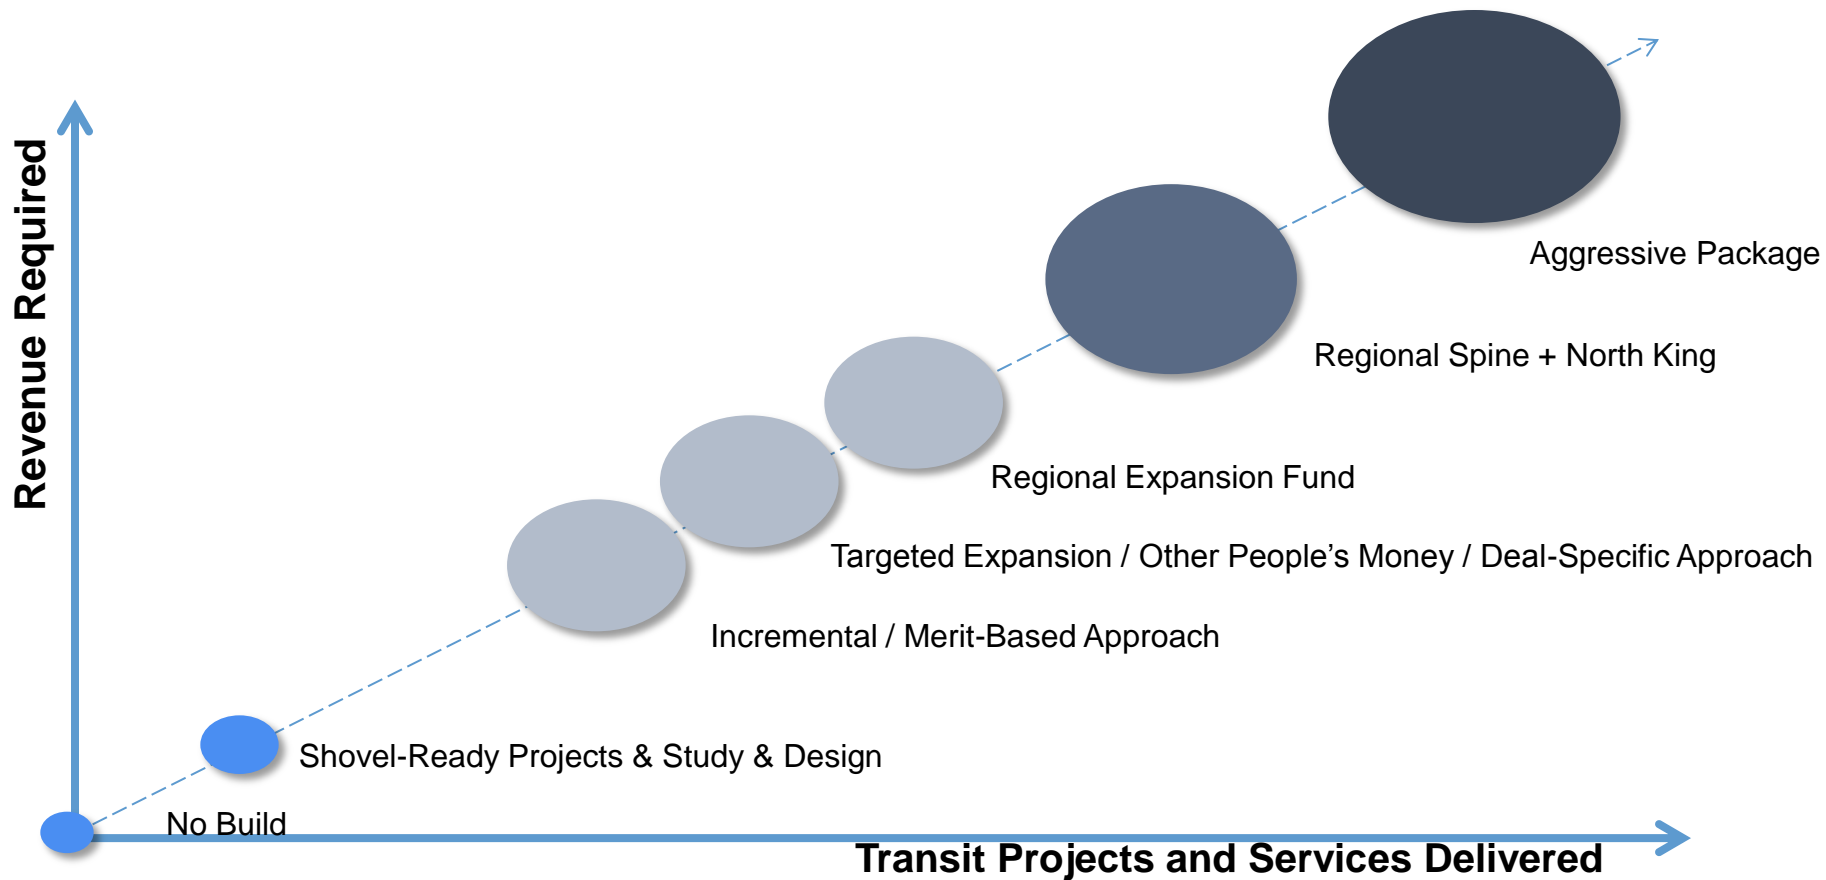 Revenue Required
Aggressive Package
Regional Spine + North King
Regional Expansion Fund
Targeted Expansion / Other People’s Money / Deal-Specific Approach
Incremental / Merit-Based Approach
Shovel-Ready Projects & Study & Design
No Build
Transit Projects and Services Delivered